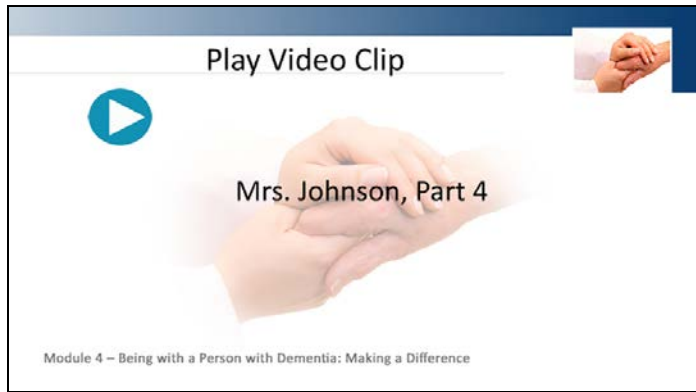 Play Video Clip
Mrs. Johnson, Part 4
Module 4 – Being with a Person with Dementia: Making a Difference